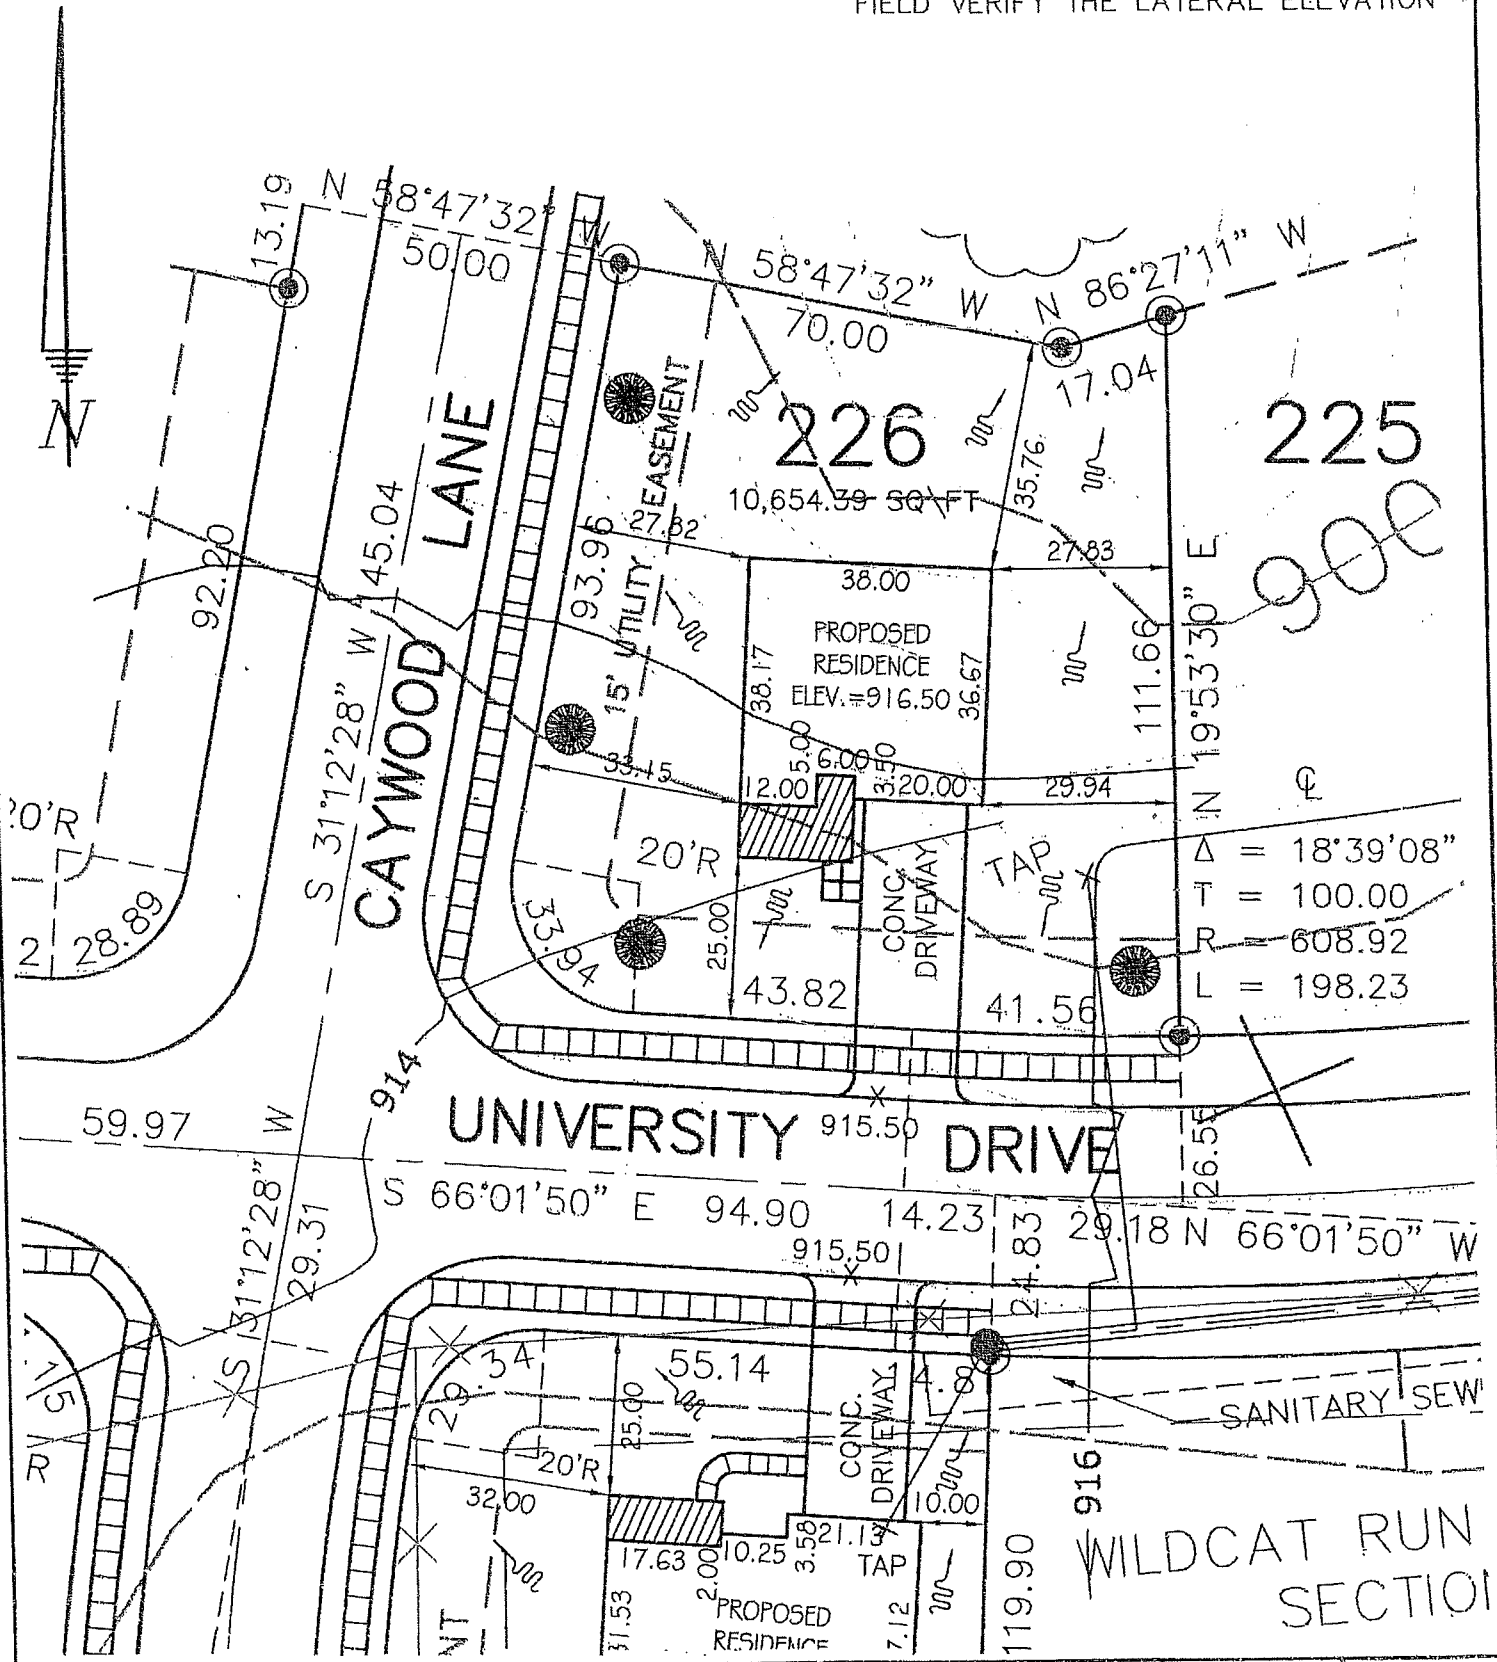 FIELD VERIFY THE LATERAL ELEVATION
N
13.19
N 58°47'32" W
50.00
N 58°47'32" W
70.00
N 86°27'11" W
17.04
226
10,654.39 SQ\FT
225
900
LANE
CAYWOOD
S 31°12'28" W 145.04
92.20
93.96
15' UTILITY EASEMENT
27.82
35.76
27.83
38.00
PROPOSED
RESIDENCE
ELEV.=916.50
38.17
36.67
111.66
N 19°53'30" E
33.15
12.00
5.00
6.00
3.50
20.00
29.94
℄
Δ = 18°39'08"
T = 100.00
R = 608.92
L = 198.23
20'R
20'R
TAP
CONC.
DRIVEWAY
25.00
33.94
43.82
41.56
2
28.89
914
59.97
UNIVERSITY DRIVE
915.50
26.55
S 66°01'50" E 94.90
14.23
29.18
N 66°01'50" W
915.50
24.83
S 31°12'28" W
29.31
.15
R
29.34
55.14
4.8
25.00
CONC.
DRIVEWAY
SANITARY SEW
20'R
32.00
10.00
916
17.63
2.00
10.25
3.58
21.13
TAP
31.53
PROPOSED
RESIDENCE
7.12
119.90
NT
WILDCAT RUN
SECTION